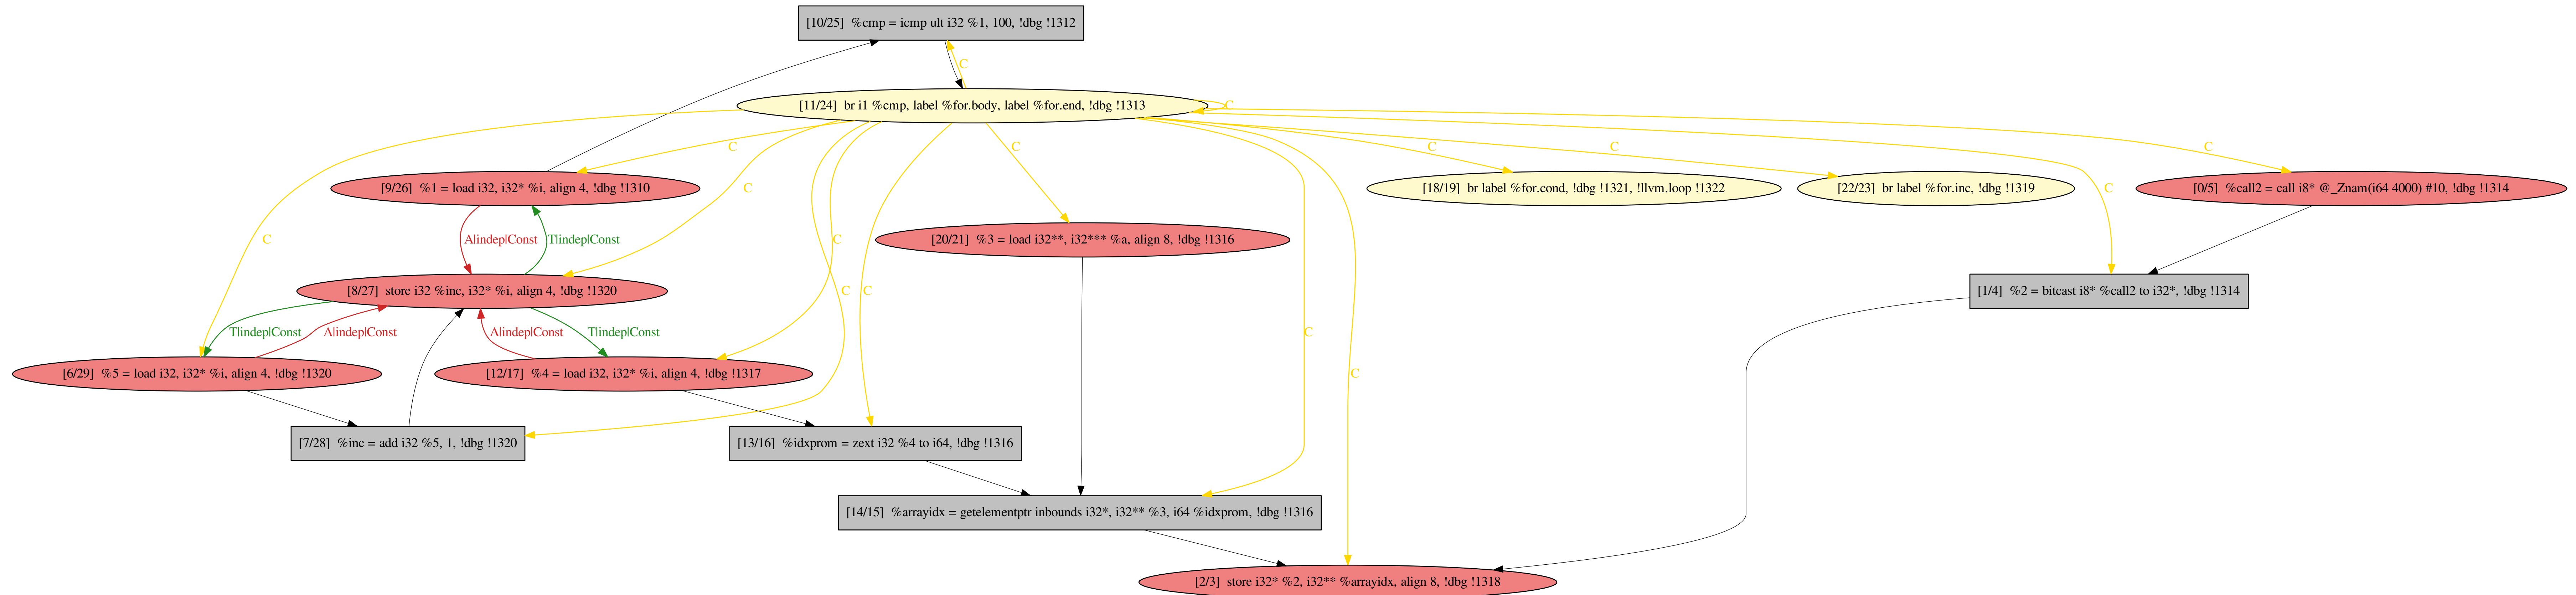 [10/25]  %cmp = icmp ult i32 %1, 100, !dbg !1312
C
[11/24]  br i1 %cmp, label %for.body, label %for.end, !dbg !1313
C
C
C
C
C
C
[9/26]  %1 = load i32, i32* %i, align 4, !dbg !1310
[18/19]  br label %for.cond, !dbg !1321, !llvm.loop !1322
[22/23]  br label %for.inc, !dbg !1319
[0/5]  %call2 = call i8* @_Znam(i64 4000) #10, !dbg !1314
C
C
C
C
A|indep|Const
T|indep|Const
[20/21]  %3 = load i32**, i32*** %a, align 8, !dbg !1316
[8/27]  store i32 %inc, i32* %i, align 4, !dbg !1320
C
C
[1/4]  %2 = bitcast i8* %call2 to i32*, !dbg !1314
T|indep|Const
A|indep|Const
A|indep|Const
T|indep|Const
C
[6/29]  %5 = load i32, i32* %i, align 4, !dbg !1320
[12/17]  %4 = load i32, i32* %i, align 4, !dbg !1317
C
[7/28]  %inc = add i32 %5, 1, !dbg !1320
[13/16]  %idxprom = zext i32 %4 to i64, !dbg !1316
[14/15]  %arrayidx = getelementptr inbounds i32*, i32** %3, i64 %idxprom, !dbg !1316
[2/3]  store i32* %2, i32** %arrayidx, align 8, !dbg !1318